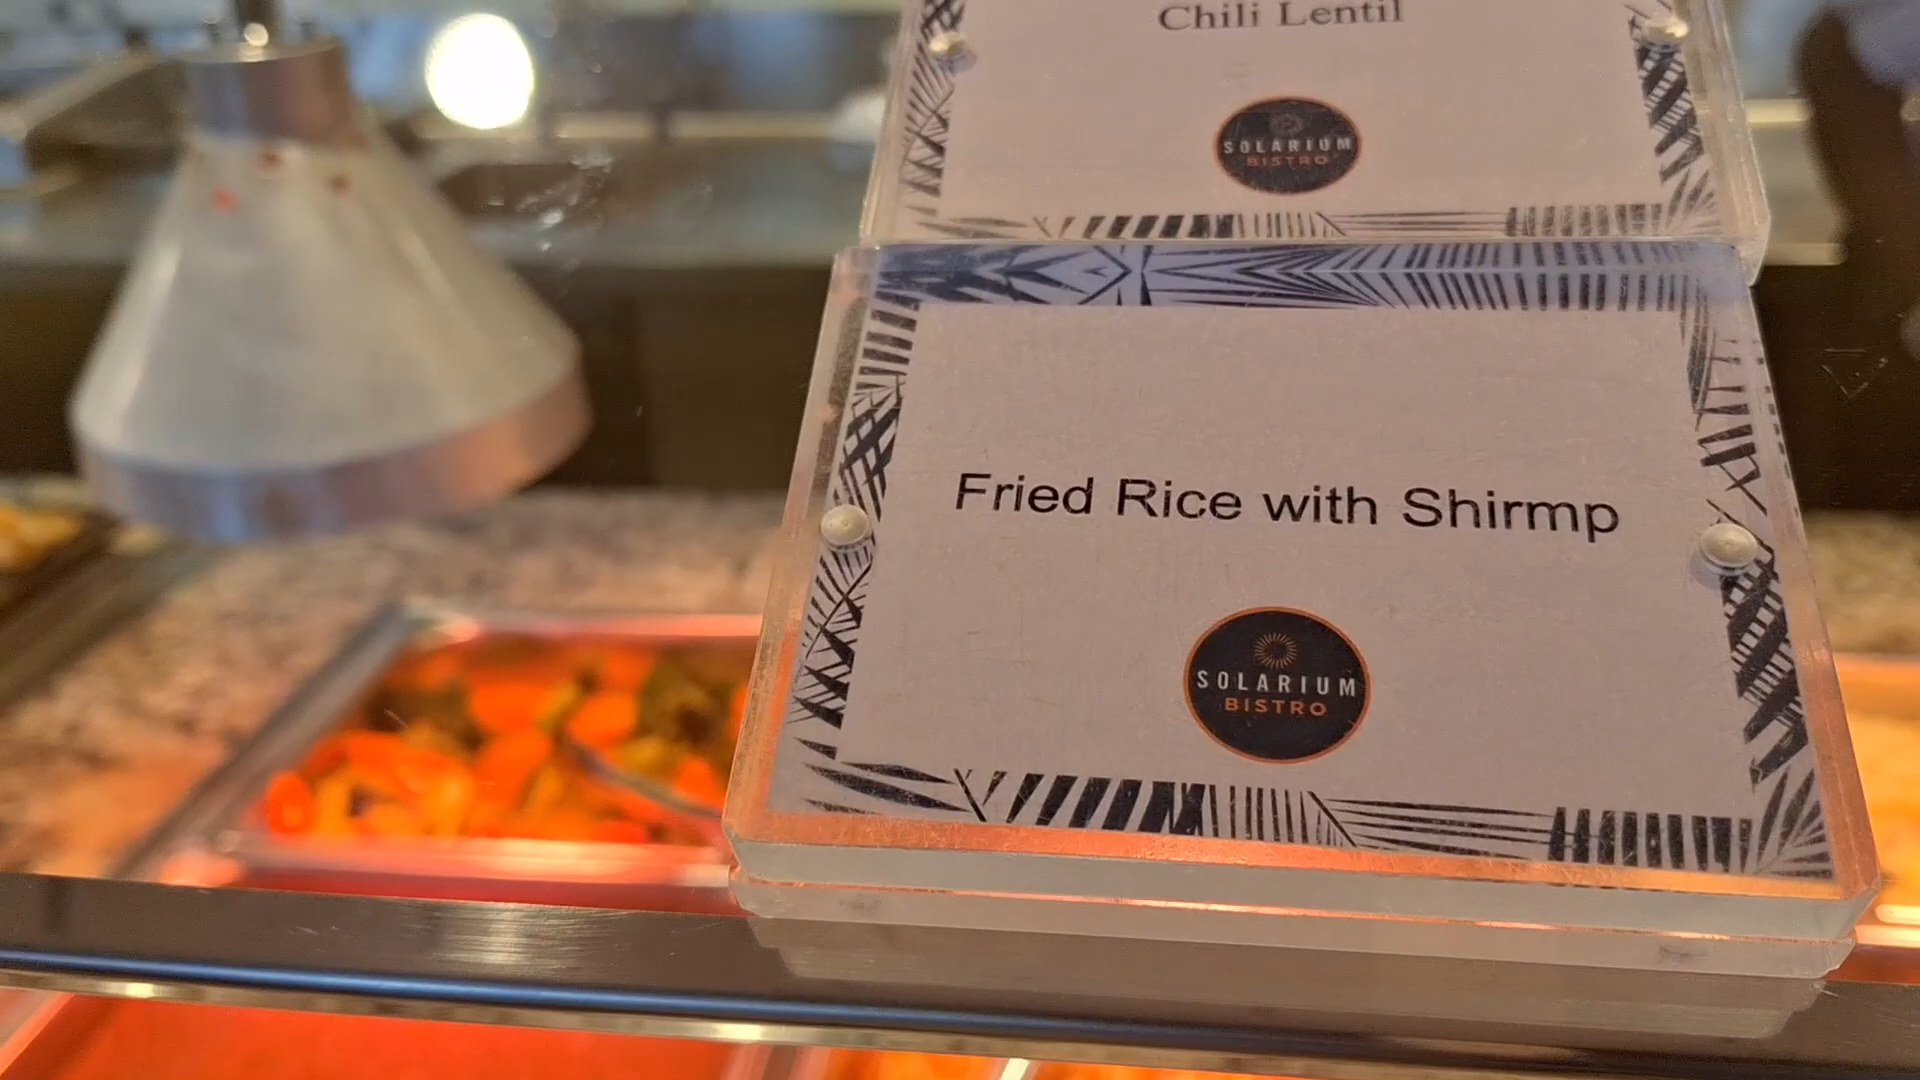 Chili Lentil
SOLARIUM
BISTRO
Fried Rice with Shirmp
SOLARIUM
BISTRO